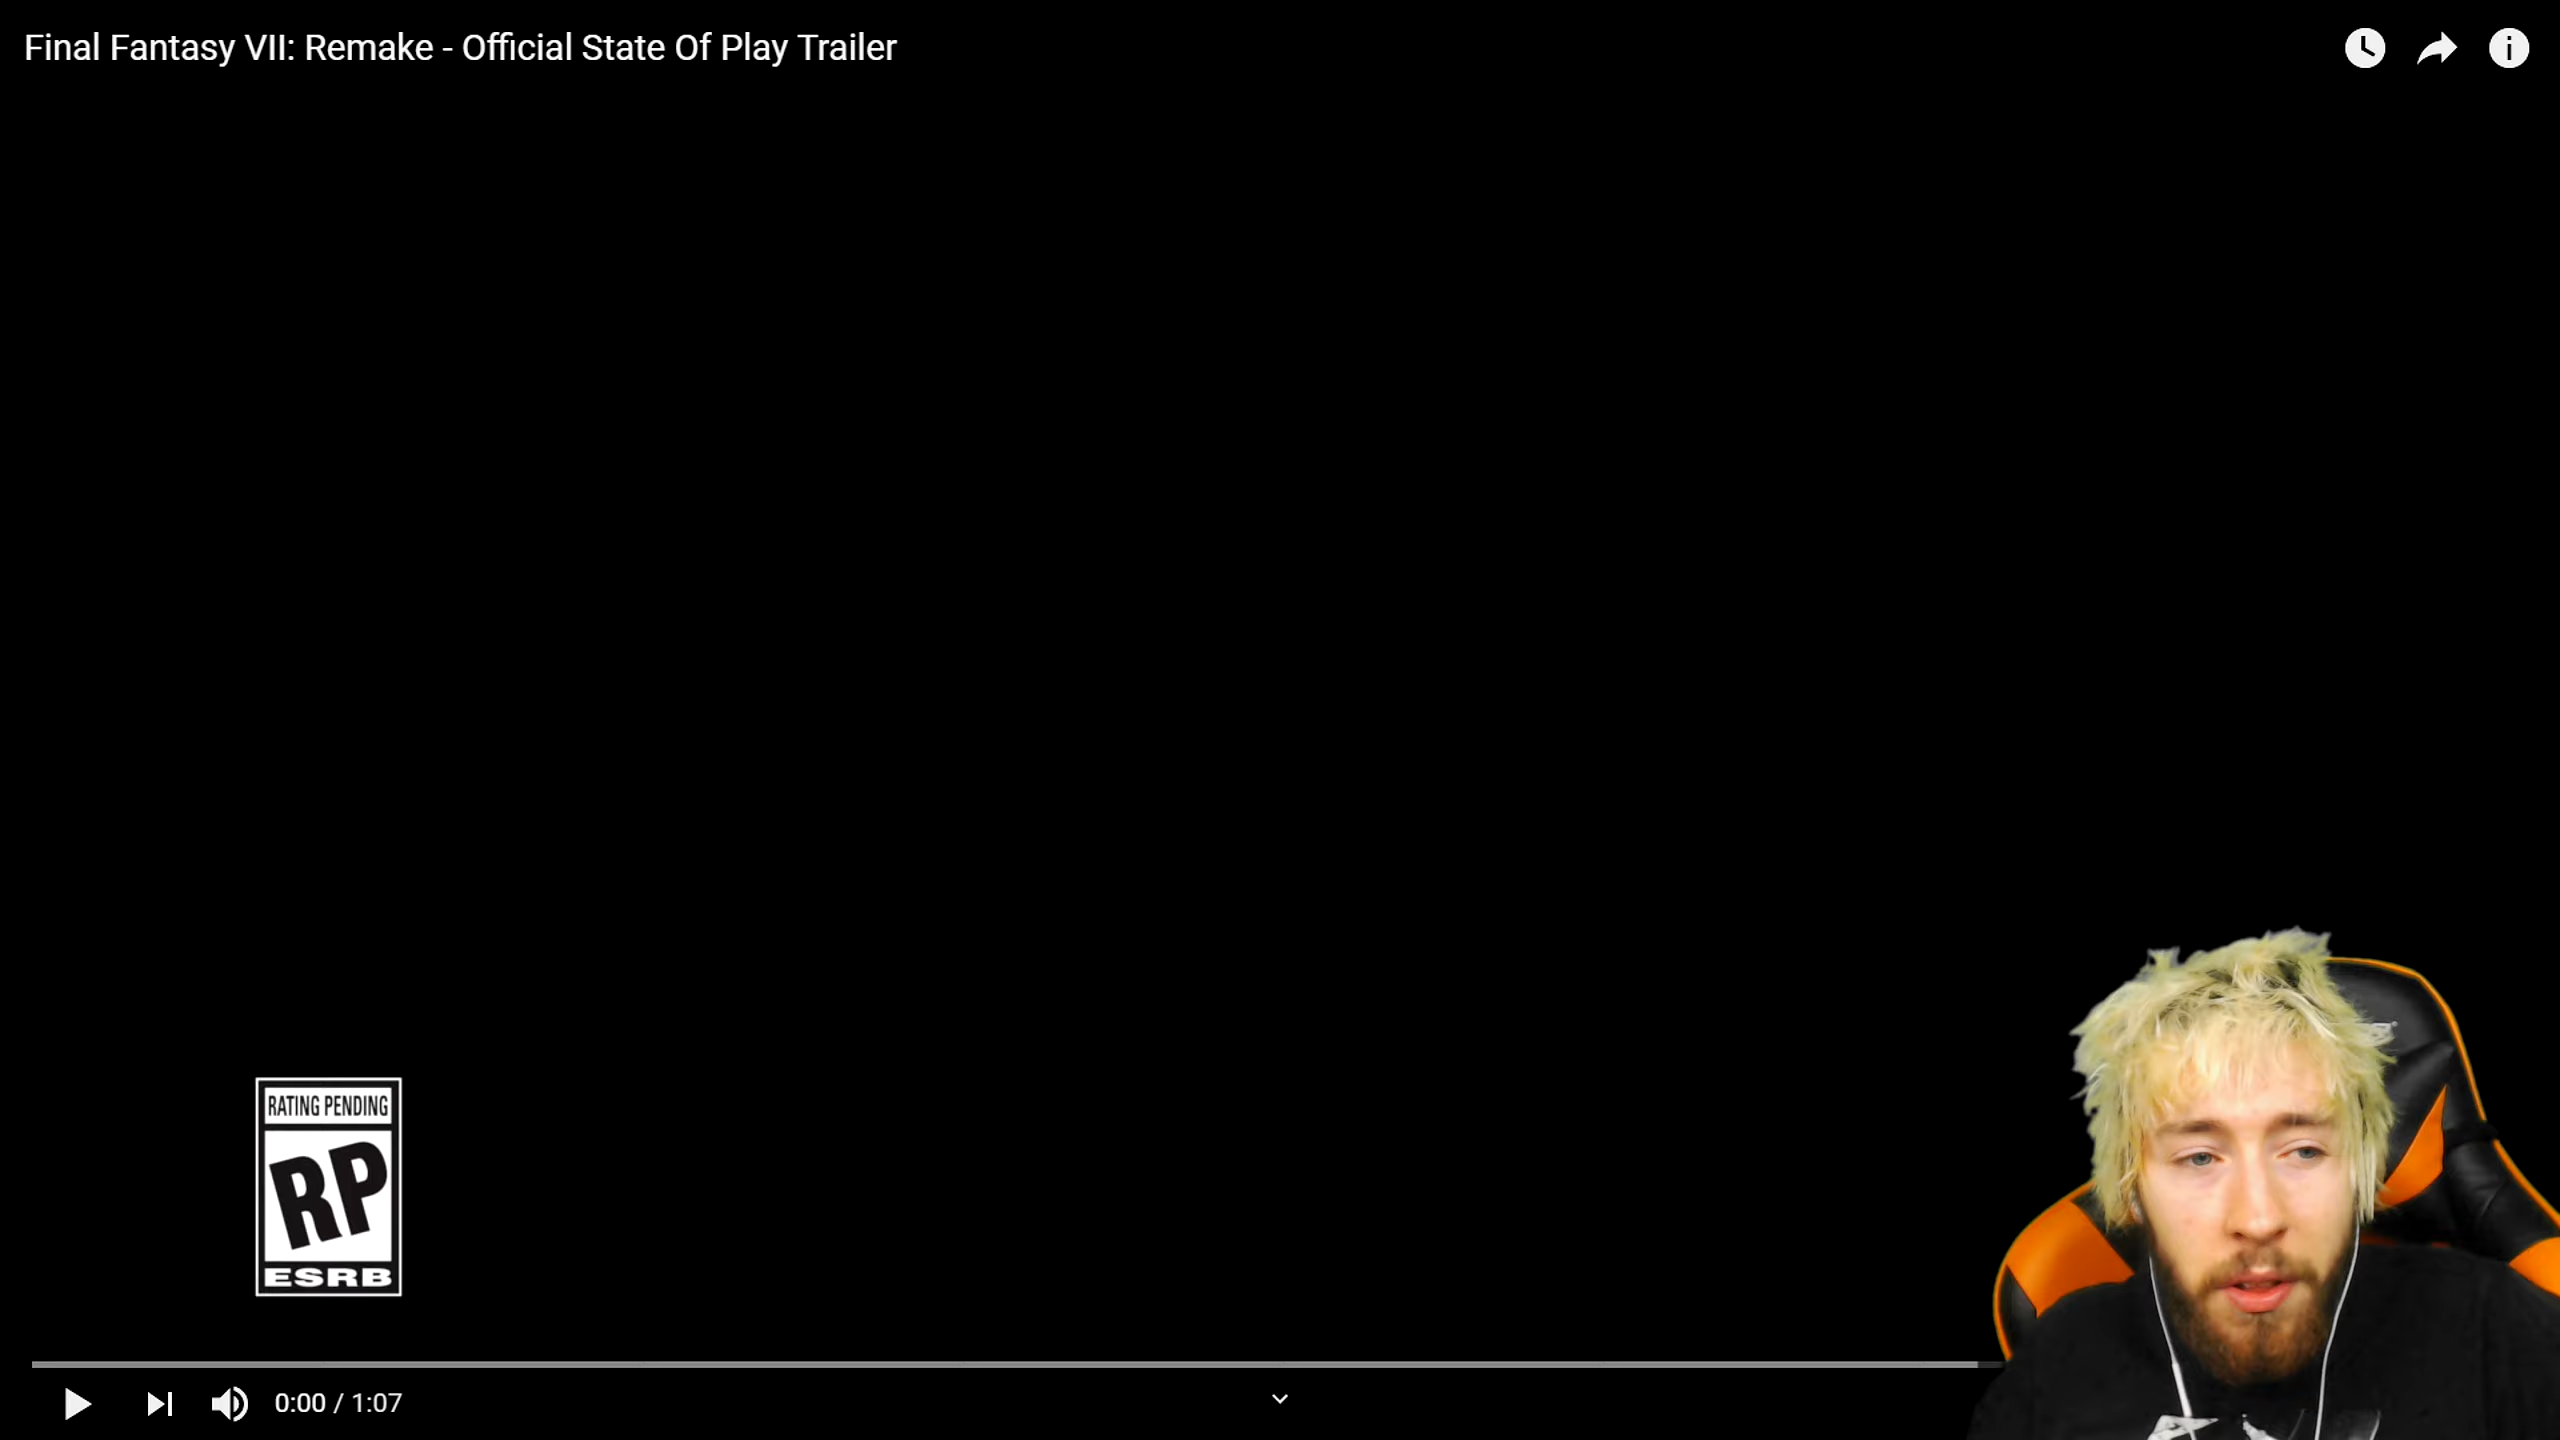 Final Fantasy VII: Remake - Official State Of Play Trailer
RATING PENDING
RP
ESRB
0:00 / 1:07